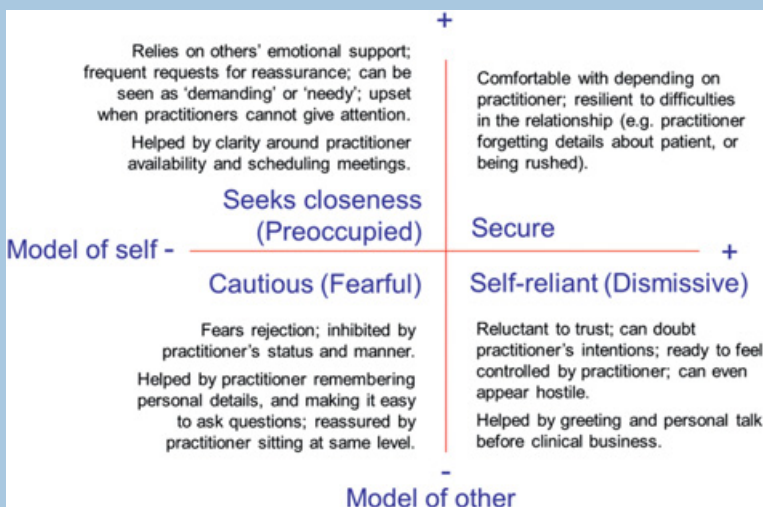 +
Relies on others' emotional support;
frequent requests for reassurance; can be
seen as 'demanding' or 'needy'; upset
when practitioners cannot give attention.
Helped by clarity around practitioner
availability and scheduling meetings.
Seeks closeness
(Preoccupied)
Comfortable with depending on
practitioner; resilient to difficulties
in the relationship (e.g. practitioner
forgetting details about patient, or
being rushed).
Secure
Model of self -
+
Cautious (Fearful)
Fears rejection; inhibited by
practitioner's status and manner.
Helped by practitioner remembering
personal details, and making it easy
to ask questions; reassured by
practitioner sitting at same level.
Self-reliant (Dismissive)
Reluctant to trust; can doubt
practitioner's intentions; ready to feel
controlled by practitioner; can even
appear hostile.
Helped by greeting and personal talk
before clinical business.
-
Model of other